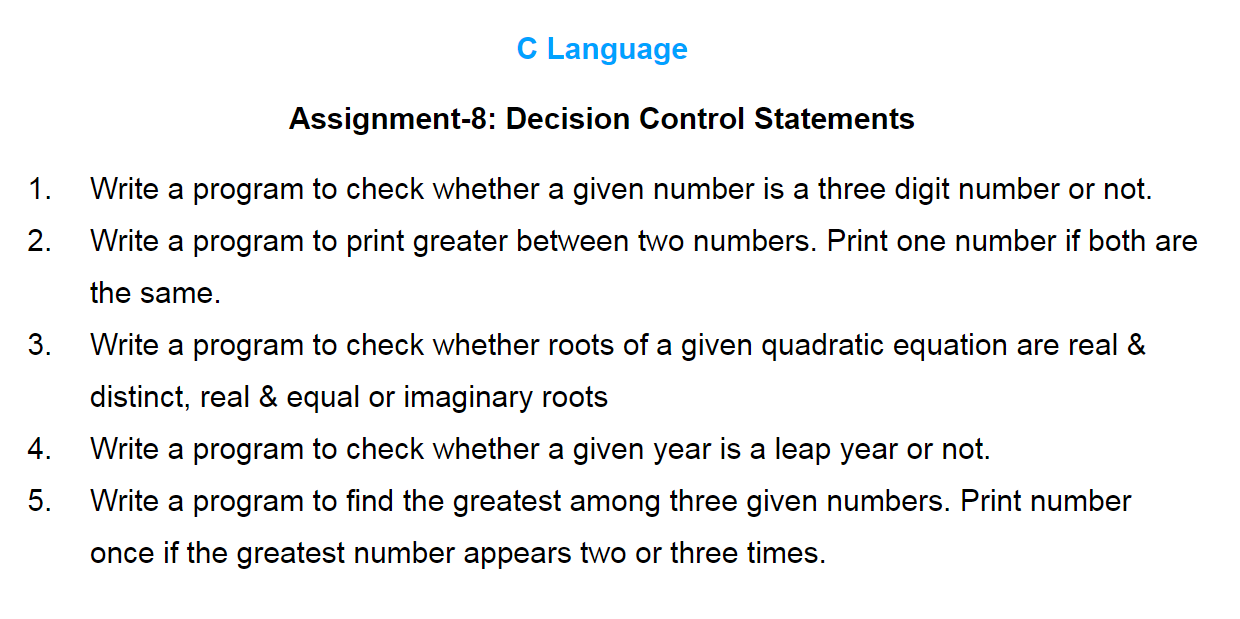 C Language
Assignment-8: Decision Control Statements
1. Write a program to check whether a given number is a three digit number or not.
2. Write a program to print greater between two numbers. Print one number if both are
the same.
3. Write a program to check whether roots of a given quadratic equation are real &
distinct, real & equal or imaginary roots
4. Write a program to check whether a given year is a leap year or not.
5. Write a program to find the greatest among three given numbers. Print number
once if the greatest number appears two or three times.